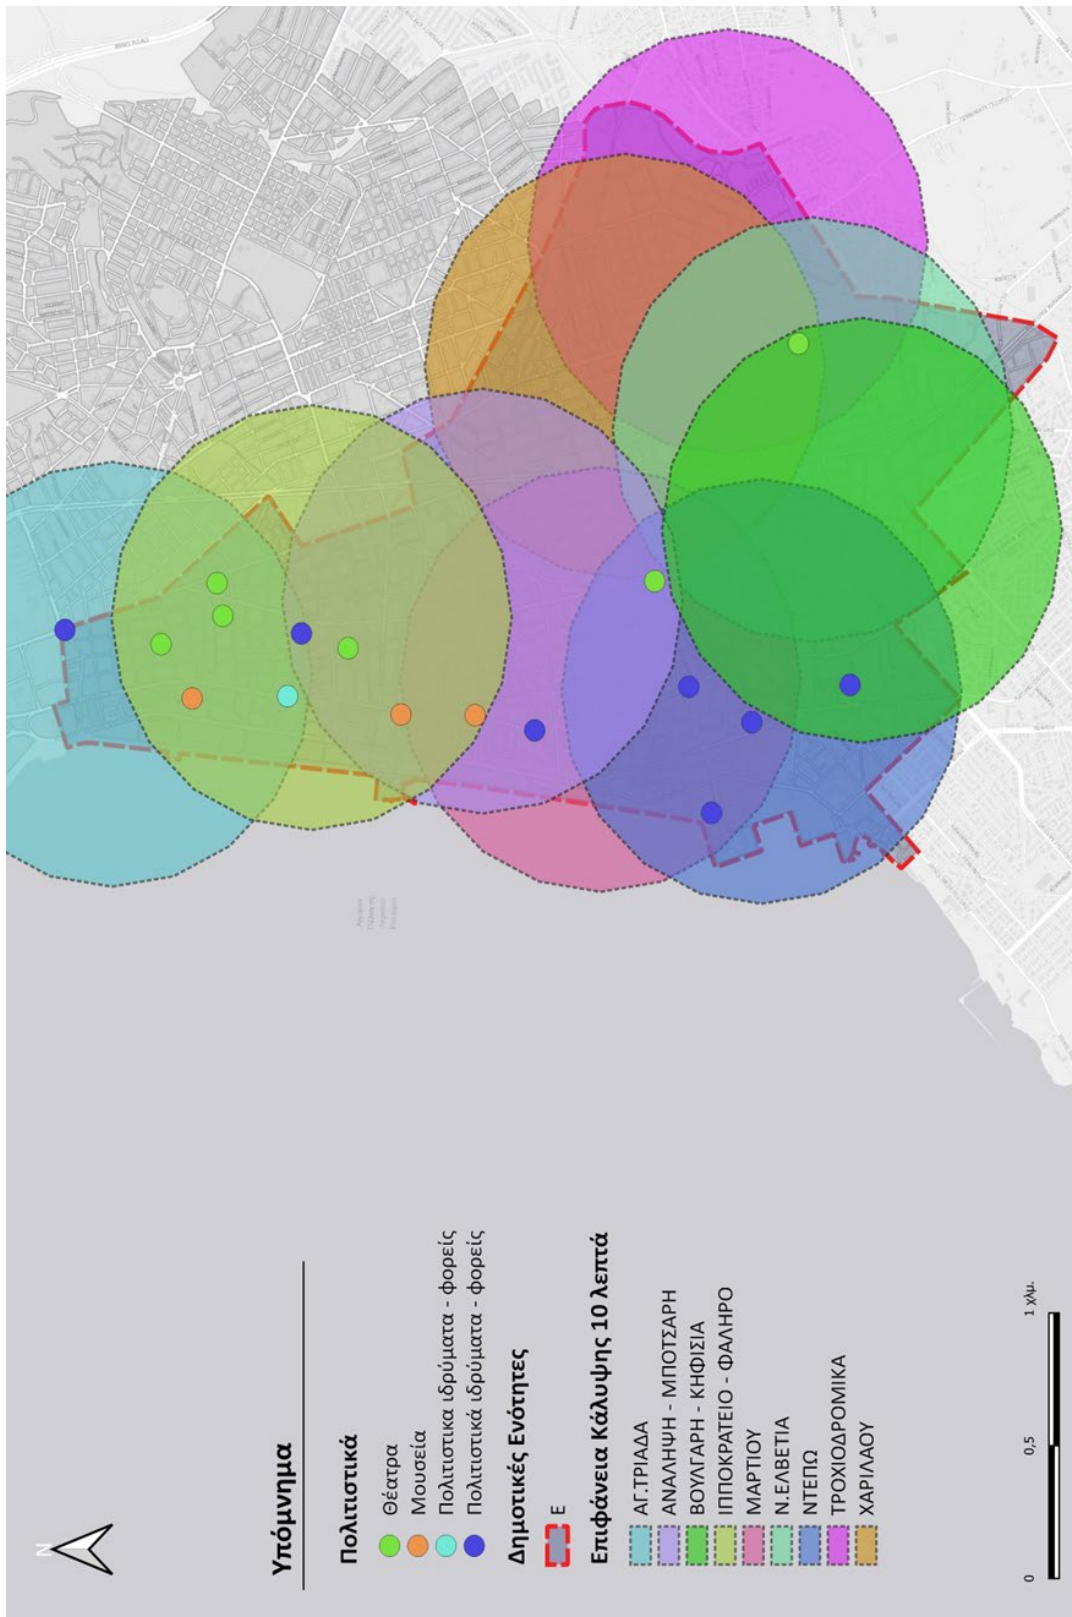 N
Υπόμνημα
Πολιτιστικά
Θέατρα
Μουσεία
Πολιτιστικα ιδρύματα - φορείς
Πολιτιστικά ιδρύματα - φορείς
Δημοτικές Ενότητες
Ε
Επιφάνεια Κάλυψης 10 λεπτά
ΑΓ.ΤΡΙΑΔΑ
ΑΝΑΛΗΨΗ - ΜΠΟΤΣΑΡΗ
ΒΟΥΛΓΑΡΗ - ΚΗΦΙΣΙΑ
ΙΠΠΟΚΡΑΤΕΙΟ - ΦΑΛΗΡΟ
ΜΑΡΤΙΟΥ
Ν.ΕΛΒΕΤΙΑ
ΝΤΕΠΩ
ΤΡΟΧΙΟΔΡΟΜΙΚΑ
ΧΑΡΙΛΑΟΥ
0 0,5 1 χλμ.